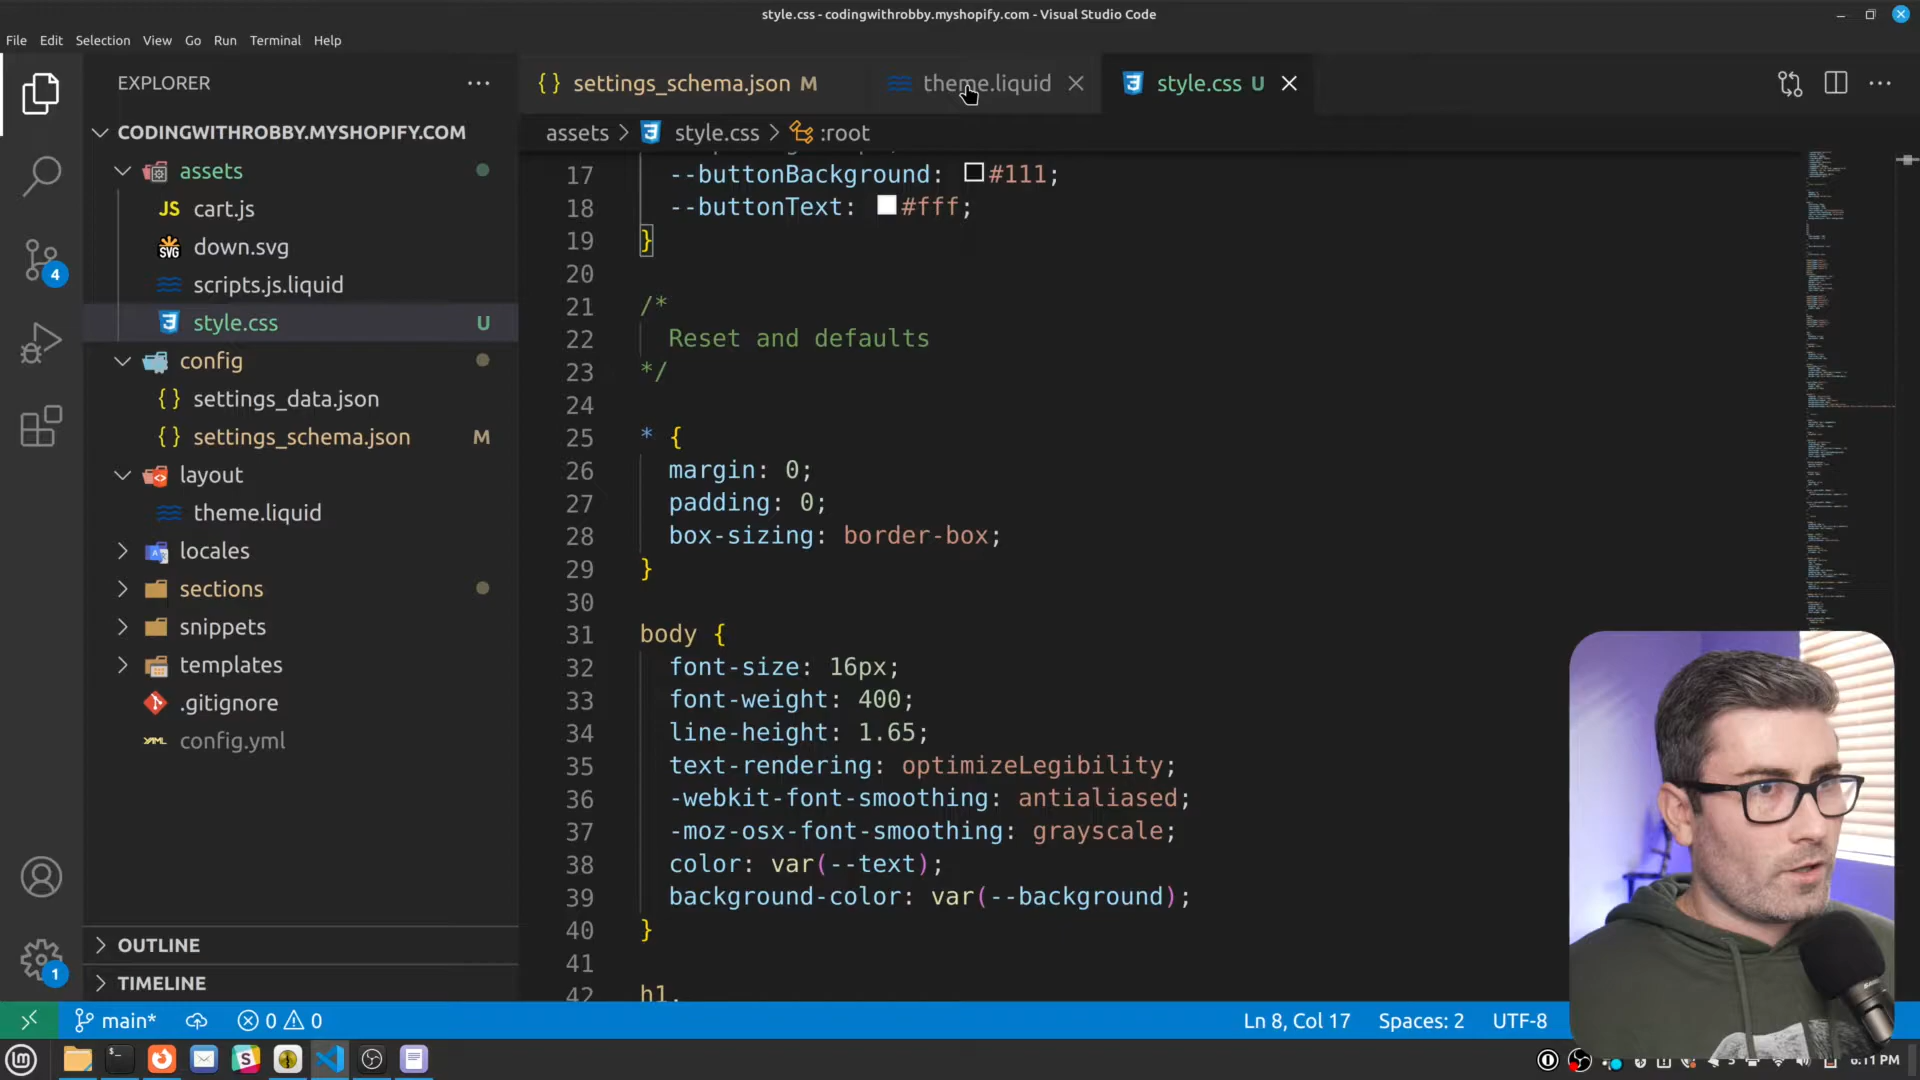 style.css - codingwithrobby.myshopify.com - Visual Studio Code
File Edit Selection View Go Run Terminal Help
EXPLORER
settings_schema.json M
theme.liquid
style.css U
assets > style.css > :root
CODINGWITHROBBY.MYSHOPIFY.COM
assets
cart.js
down.svg
scripts.js.liquid
style.css U
config
settings_data.json
settings_schema.json M
layout
theme.liquid
locales
sections
snippets
templates
.gitignore
config.yml
OUTLINE
TIMELINE
4
1
17 --buttonBackground: #111;
18 --buttonText: #fff;
19 }
20
21 /*
22 Reset and defaults
23 */
24
25 * {
26 margin: 0;
27 padding: 0;
28 box-sizing: border-box;
29 }
30
31 body {
32 font-size: 16px;
33 font-weight: 400;
34 line-height: 1.65;
35 text-rendering: optimizeLegibility;
36 -webkit-font-smoothing: antialiased;
37 -moz-osx-font-smoothing: grayscale;
38 color: var(--text);
39 background-color: var(--background);
40 }
41
42 h1,
main* 0 0
Ln 8, Col 17 Spaces: 2 UTF-8
6:11 PM